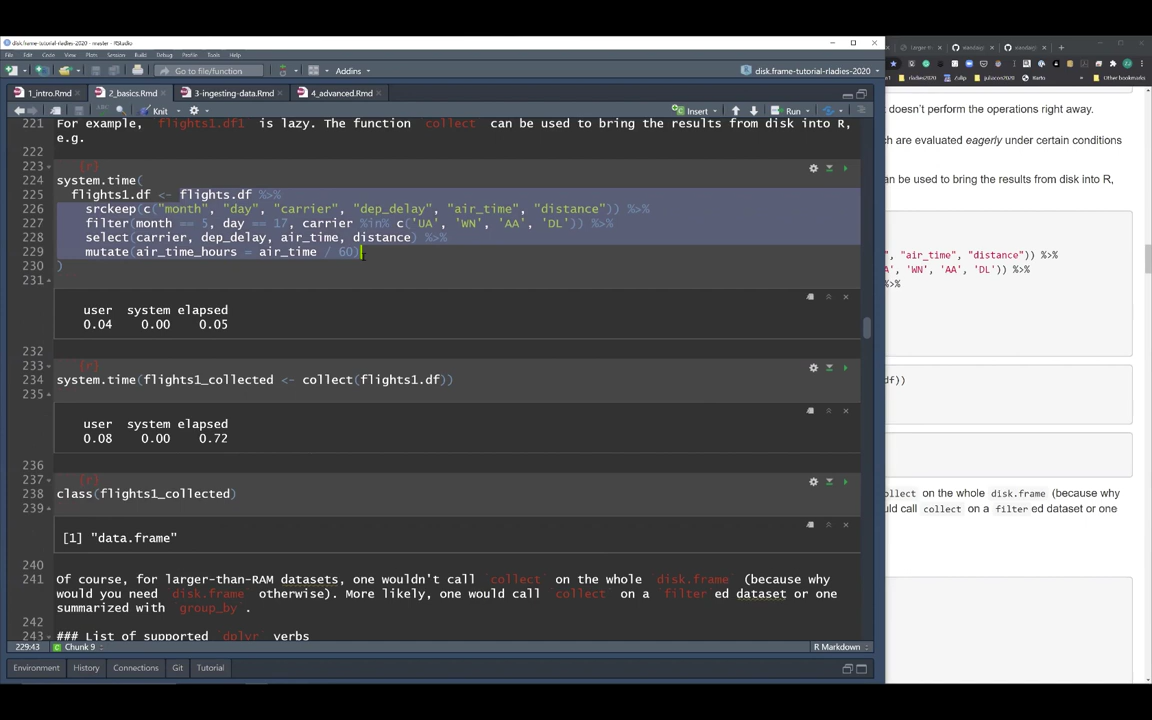 disk.frame-tutorial-rladies-2020 - master - RStudio
File Edit Code View Plots Session Build Debug Profile Tools Help
Go to file/function Addins disk.frame-tutorial-rladies-2020
1_intro.Rmd 2_basics.Rmd 3-ingesting-data.Rmd 4_advanced.Rmd
Knit Insert Run
221 For example, `flights1.df1` is lazy. The function `collect` can be used to bring the results from disk into R,
e.g.
222
223 {r}
224 system.time(
225 flights1.df <- flights.df %>%
226 srckeep(c("month", "day", "carrier", "dep_delay", "air_time", "distance")) %>%
227 filter(month == 5, day == 17, carrier %in% c('UA', 'WN', 'AA', 'DL')) %>%
228 select(carrier, dep_delay, air_time, distance) %>%
229 mutate(air_time_hours = air_time / 60)
230 )
231
user system elapsed
0.04 0.00 0.05
232
233 {r}
234 system.time(flights1_collected <- collect(flights1.df))
235
user system elapsed
0.08 0.00 0.72
236
237 {r}
238 class(flights1_collected)
239
[1] "data.frame"
240
241 Of course, for larger-than-RAM datasets, one wouldn't call `collect` on the whole `disk.frame` (because why
would you need `disk.frame` otherwise). More likely, one would call `collect` on a `filter`ed dataset or one
summarized with `group_by`.
242
243 ### List of supported `dplyr` verbs
229:43 Chunk 9 R Markdown
Environment History Connections Git Tutorial
rladies2020 Zulip juliacon2020 Other bookmarks
doesn't perform the operations right away.
ch are evaluated eagerly under certain conditions
an be used to bring the results from disk into R,
", "air_time", "distance")) %>%
A', 'WN', 'AA', 'DL')) %>%
%>%
df))
ollect on the whole disk.frame (because why
uld call collect on a filter ed dataset or one